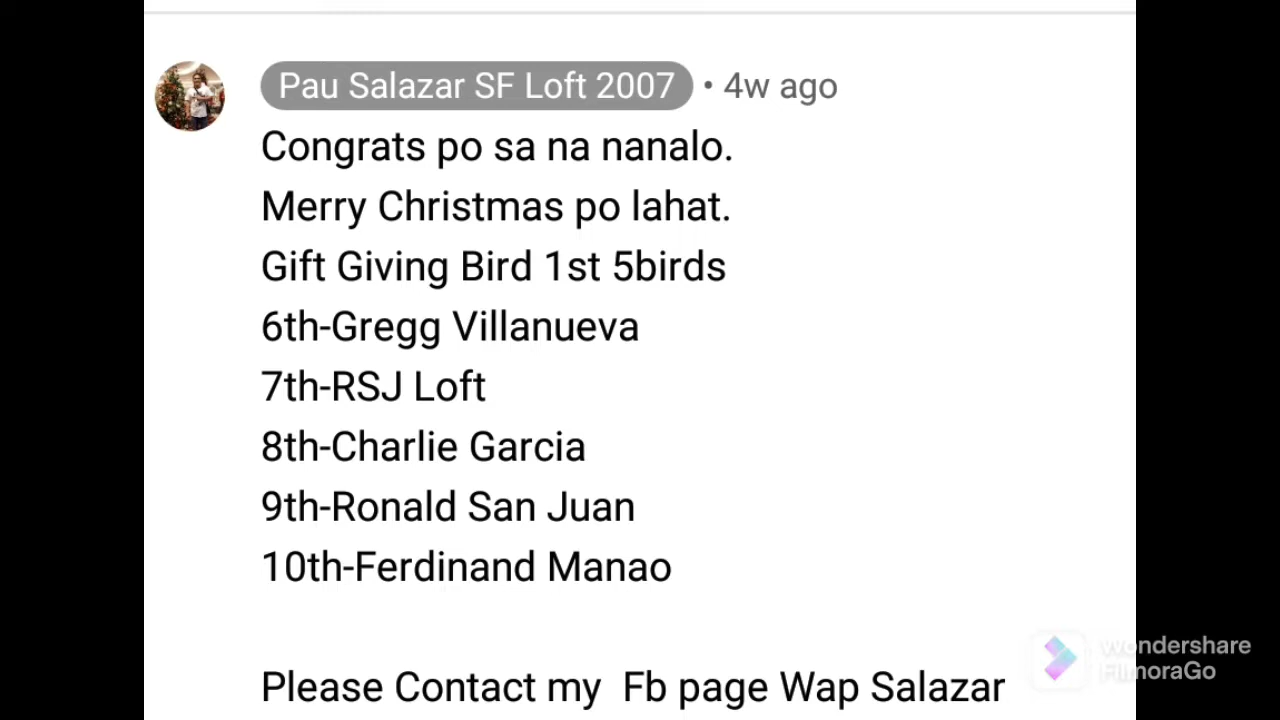 Pau Salazar SF Loft 2007 • 4w ago
Congrats po sa na nanalo.
Merry Christmas po lahat.
Gift Giving Bird 1st 5birds
6th-Gregg Villanueva
7th-RSJ Loft
8th-Charlie Garcia
9th-Ronald San Juan
10th-Ferdinand Manao
Please Contact my  Fb page Wap Salazar
wondershare
FilmoraGo